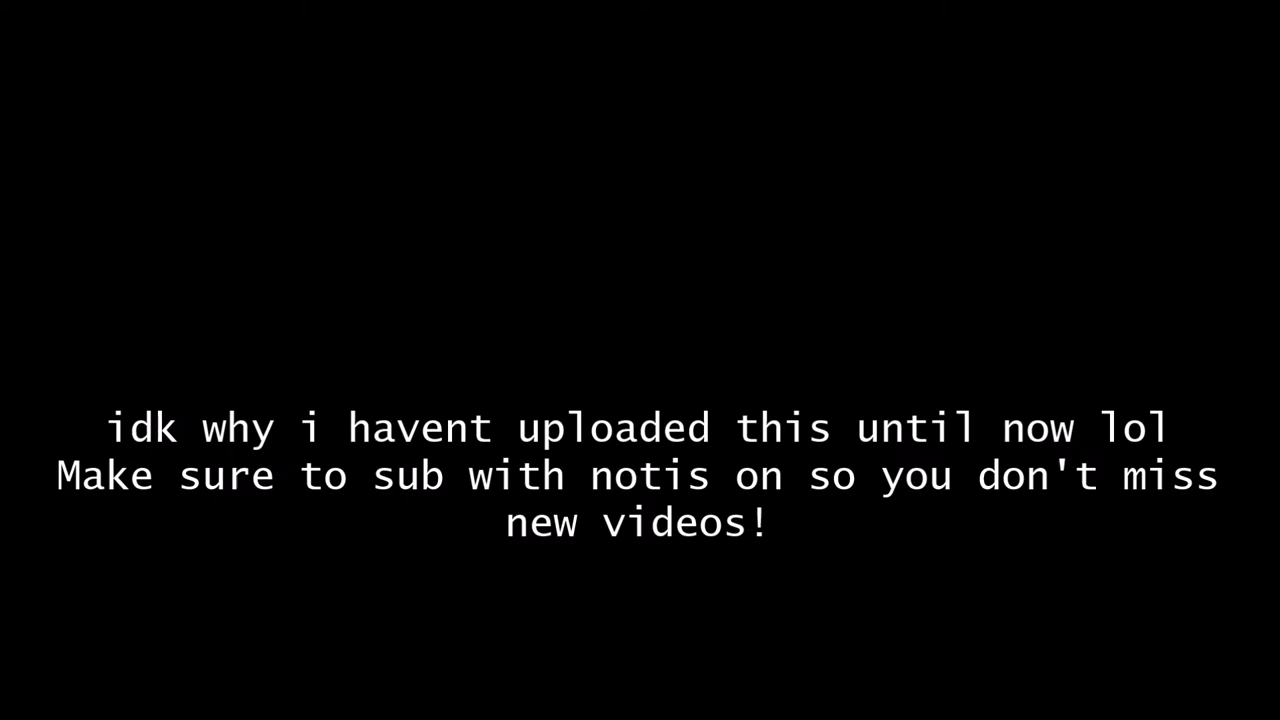 idk why i havent uploaded this until now lol
Make sure to sub with notis on so you don't miss
new videos!